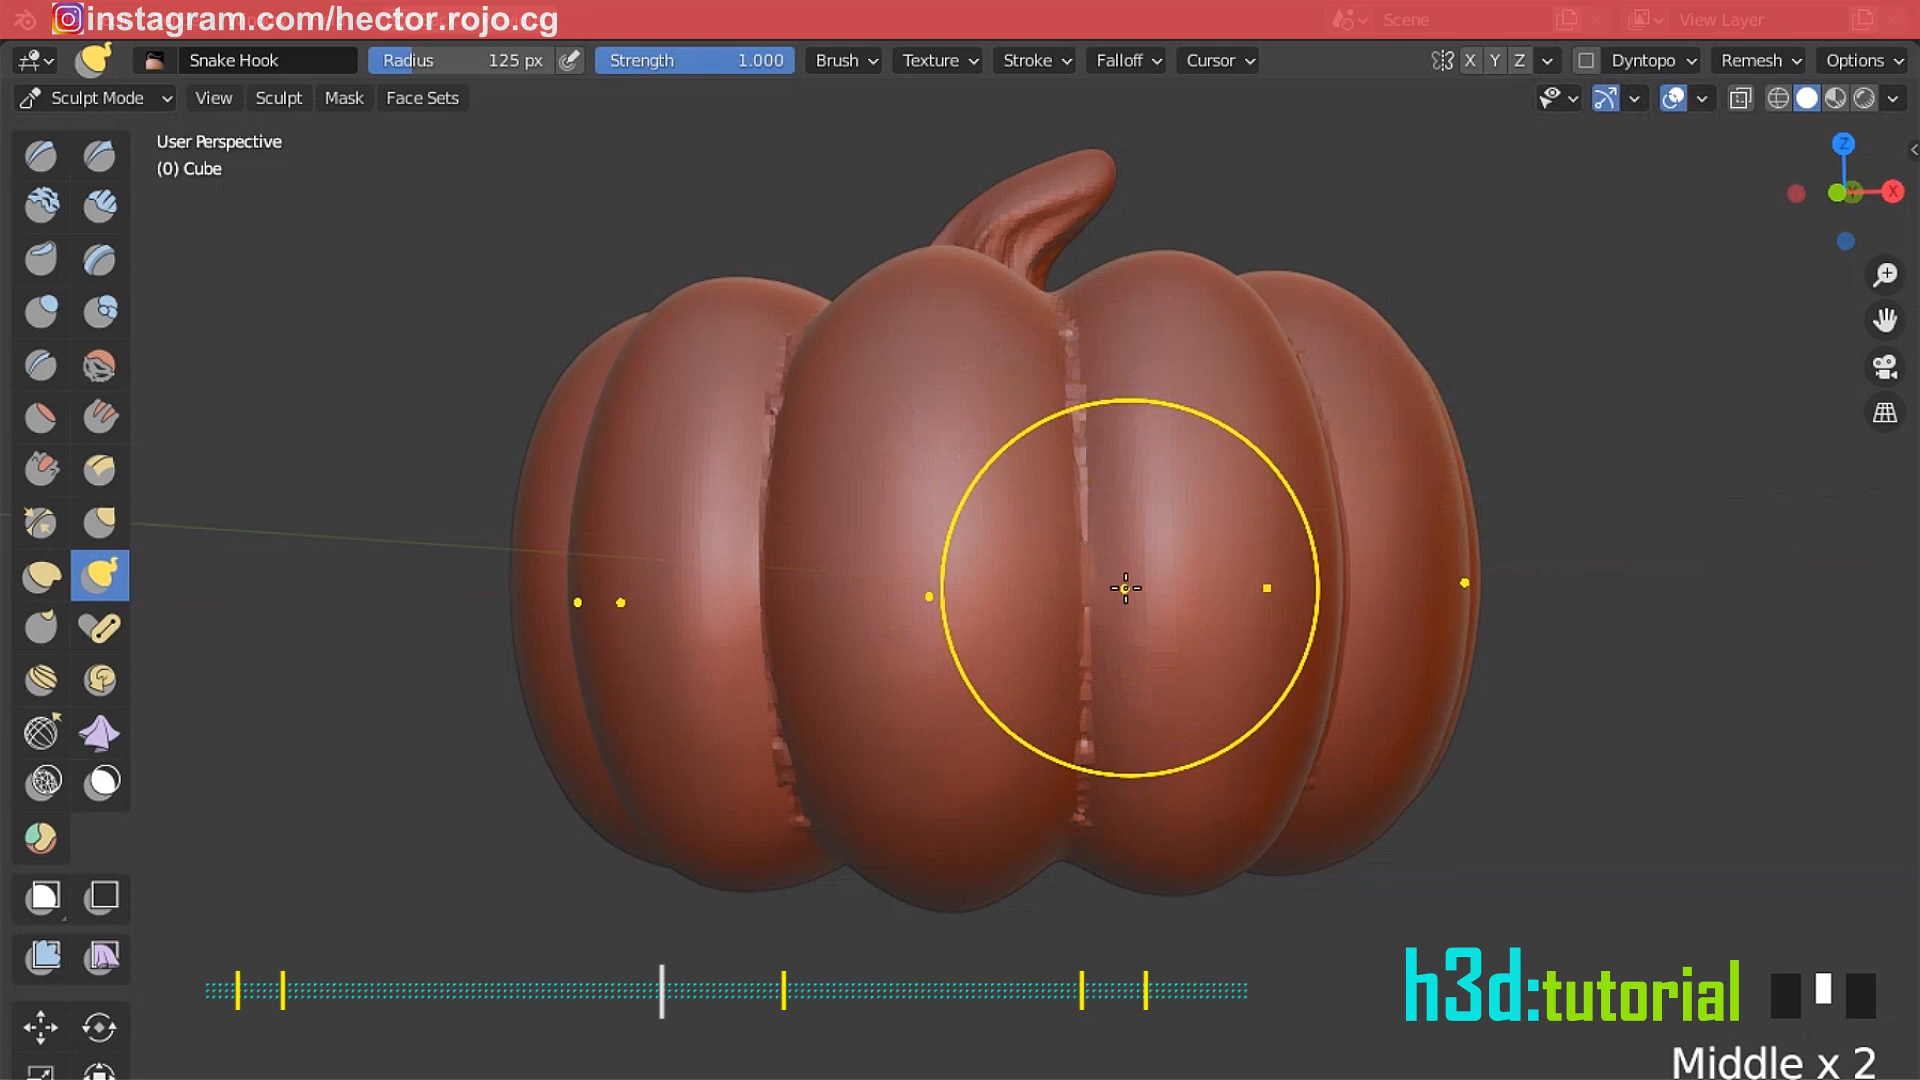 instagram.com/hector.rojo.cg
Scene
View Layer
Snake Hook
Radius 125 px
Strength 1.000
Brush
Texture
Stroke
Falloff
Cursor
X Y Z
Dyntopo
Remesh
Options
Sculpt Mode
View
Sculpt
Mask
Face Sets
User Perspective
(0) Cube
Z
X
h3d:tutorial
Middle x 2